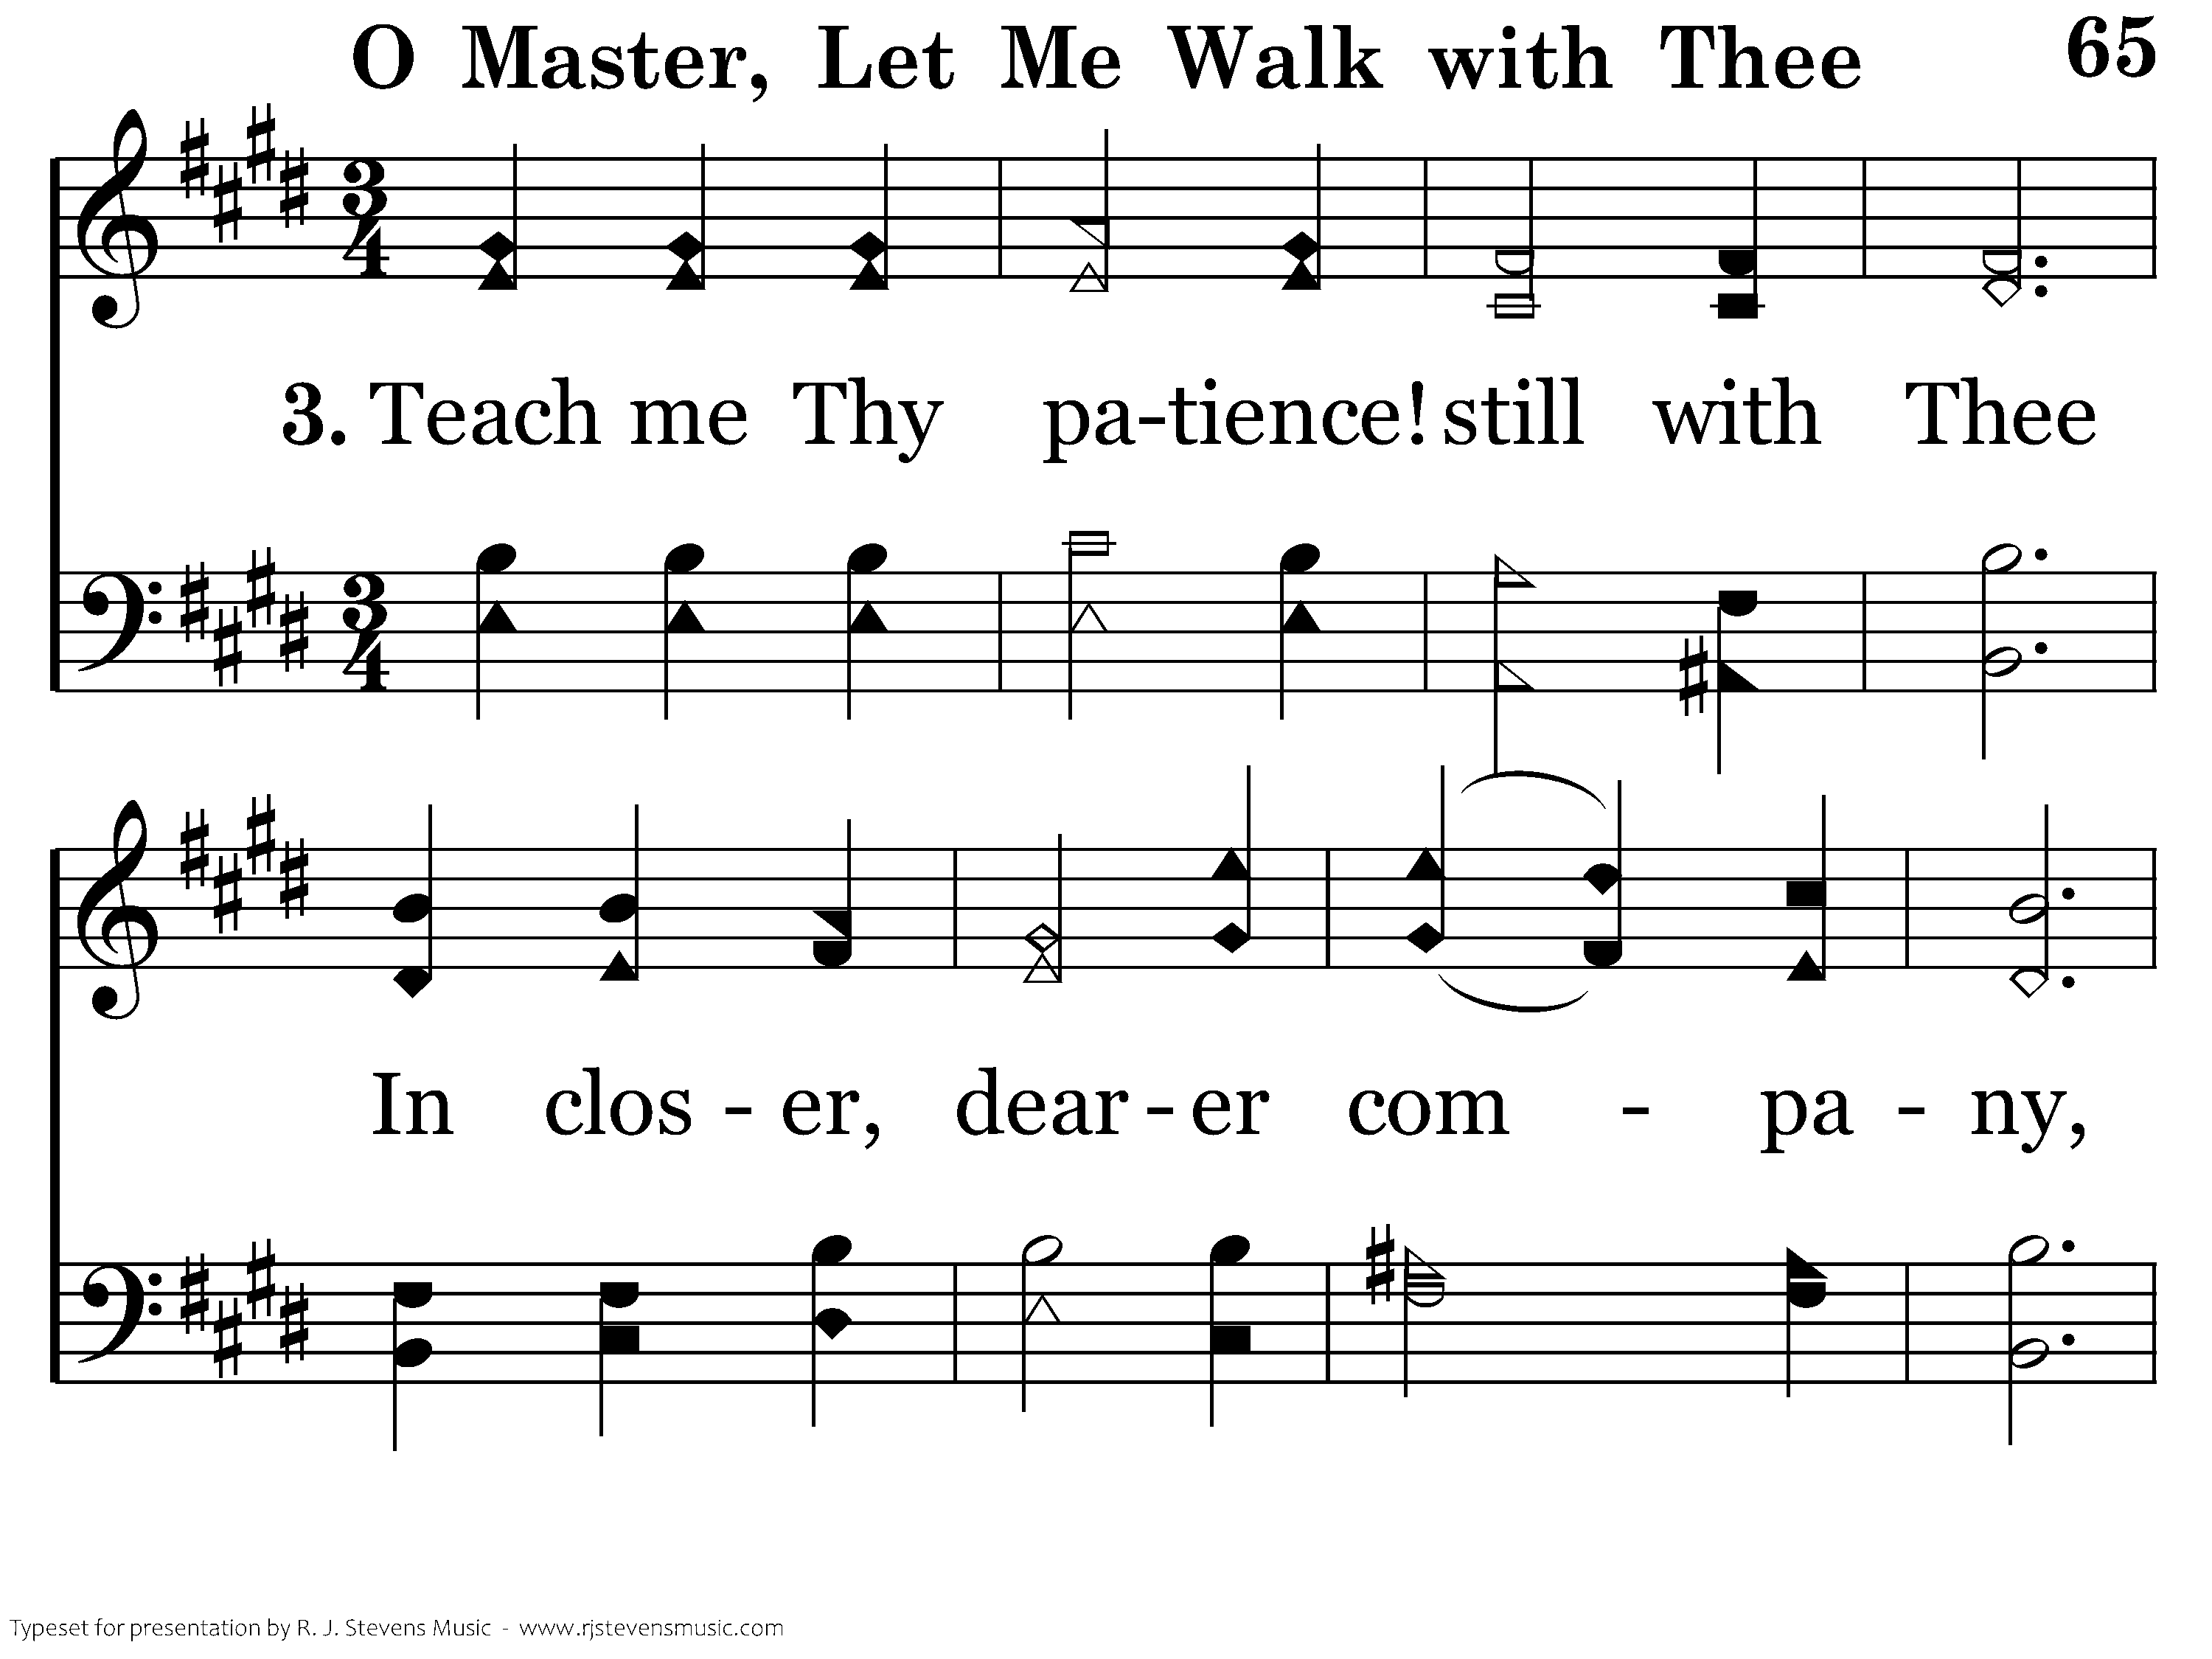 O Master, Let Me Walk with Thee 65
3. Teach me Thy pa-tience! still with Thee
In clos - er, dear - er com - pa - ny,
Typeset for presentation by R. J. Stevens Music - www.rjstevensmusic.com